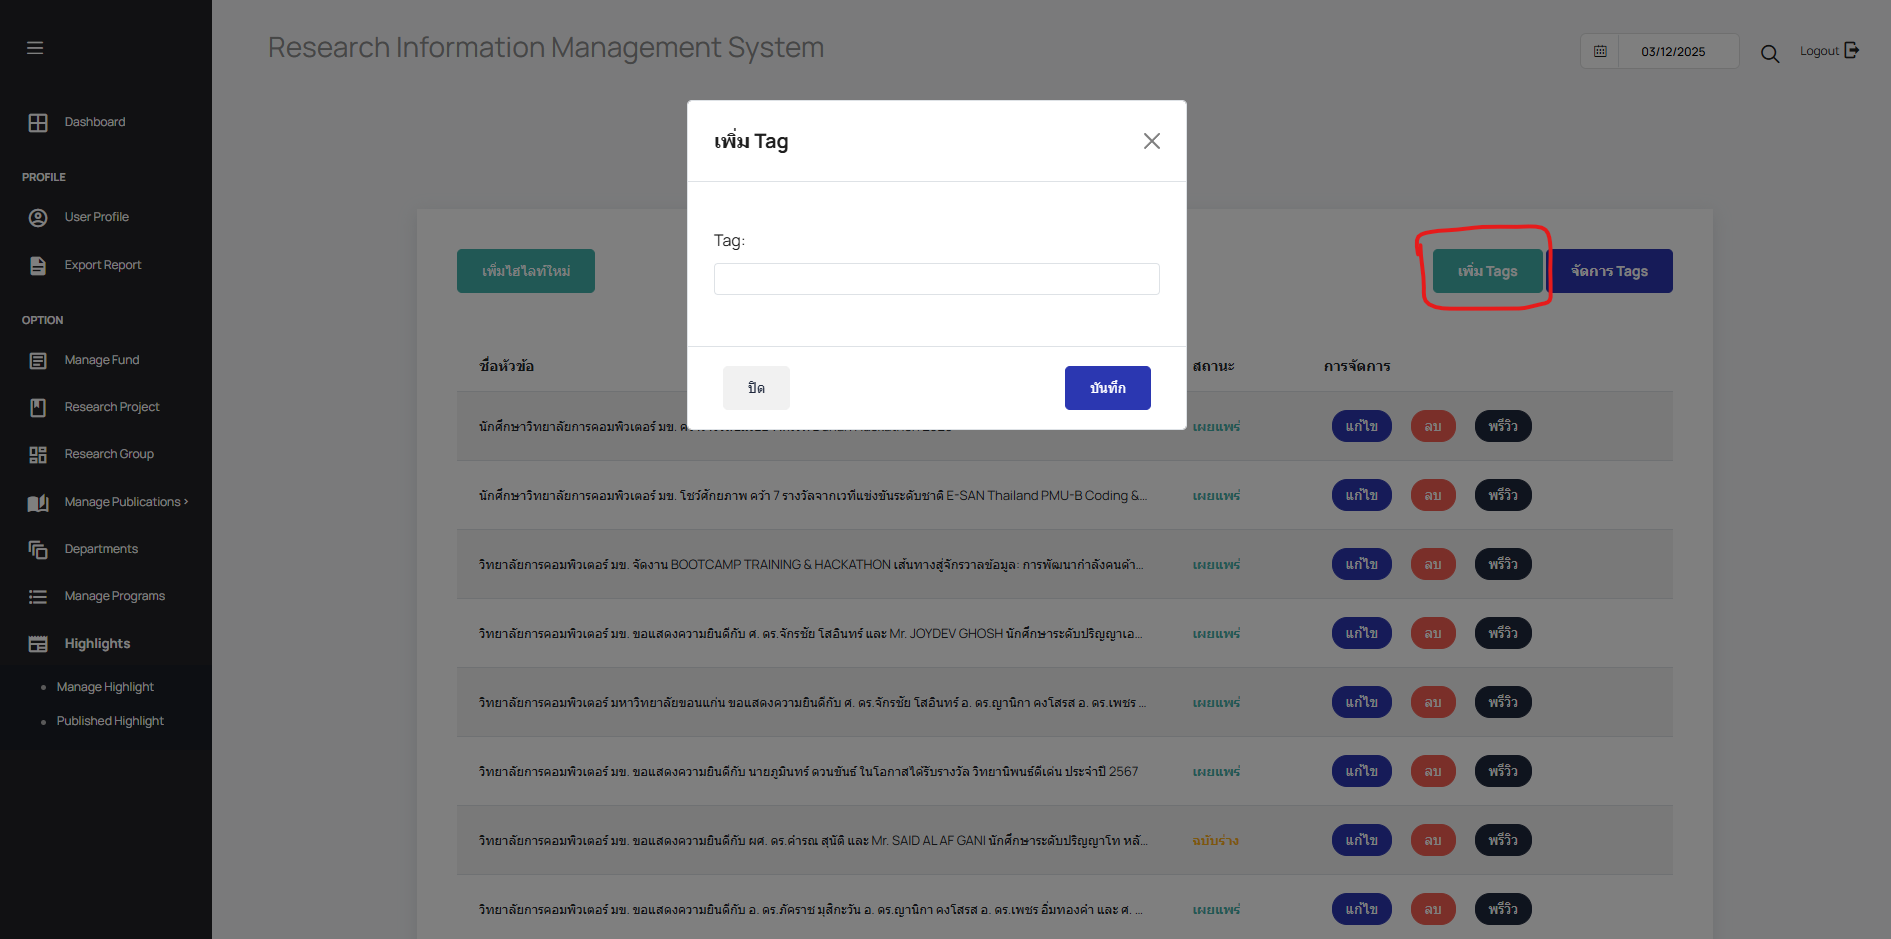 Research Information Management System
03/12/2025
Logout
Dashboard
PROFILE
User Profile
Export Report
OPTION
Manage Fund
Research Project
Research Group
Manage Publications >
Departments
Manage Programs
Highlights
Manage Highlight
Published Highlight
เพิ่ม Tag
Tag:
ปิด
บันทึก
เพิ่มไฮไลท์ใหม่
เพิ่ม Tags
จัดการ Tags
ชื่อหัวข้อ สถานะ การจัดการ
นักศึกษาวิทยาลัยการคอมพิวเตอร์ มข. เผยแพร่ แก้ไข ลบ พรีวิว
นักศึกษาวิทยาลัยการคอมพิวเตอร์ มข. โชว์ศักยภาพ คว้า 7 รางวัลจากเวทีแข่งขันระดับชาติ E-SAN Thailand PMU-B Coding &... เผยแพร่ แก้ไข ลบ พรีวิว
วิทยาลัยการคอมพิวเตอร์ มข. จัดงาน BOOTCAMP TRAINING & HACKATHON เส้นทางสู่จักรวาลข้อมูล: การพัฒนากำลังคนด้า... เผยแพร่ แก้ไข ลบ พรีวิว
วิทยาลัยการคอมพิวเตอร์ มข. ขอแสดงความยินดีกับ ศ. ดร.จักรชัย โสอินทร์ และ Mr. JOYDEV GHOSH นักศึกษาระดับปริญญาเอ... เผยแพร่ แก้ไข ลบ พรีวิว
วิทยาลัยการคอมพิวเตอร์ มหาวิทยาลัยขอนแก่น ขอแสดงความยินดีกับ ศ. ดร.จักรชัย โสอินทร์ อ. ดร.ญานิกา คงโสรส อ. ดร.เพชร ... เผยแพร่ แก้ไข ลบ พรีวิว
วิทยาลัยการคอมพิวเตอร์ มข. ขอแสดงความยินดีกับ นายภูมินทร์ ดวนขันธ์ ในโอกาสได้รับรางวัล วิทยานิพนธ์ดีเด่น ประจำปี 2567 เผยแพร่ แก้ไข ลบ พรีวิว
วิทยาลัยการคอมพิวเตอร์ มข. ขอแสดงความยินดีกับ ผศ. ดร.คำรณ สุนัติ และ Mr. SAID AL AF GANI นักศึกษาระดับปริญญาโท หลั... ฉบับร่าง แก้ไข ลบ พรีวิว
วิทยาลัยการคอมพิวเตอร์ มข. ขอแสดงความยินดีกับ อ. ดร.ภัคราช มุสิกะวัน อ. ดร.ญานิกา คงโสรส อ. ดร.เพชร อิ่มทองคำ และ ศ. ... เผยแพร่ แก้ไข ลบ พรีวิว